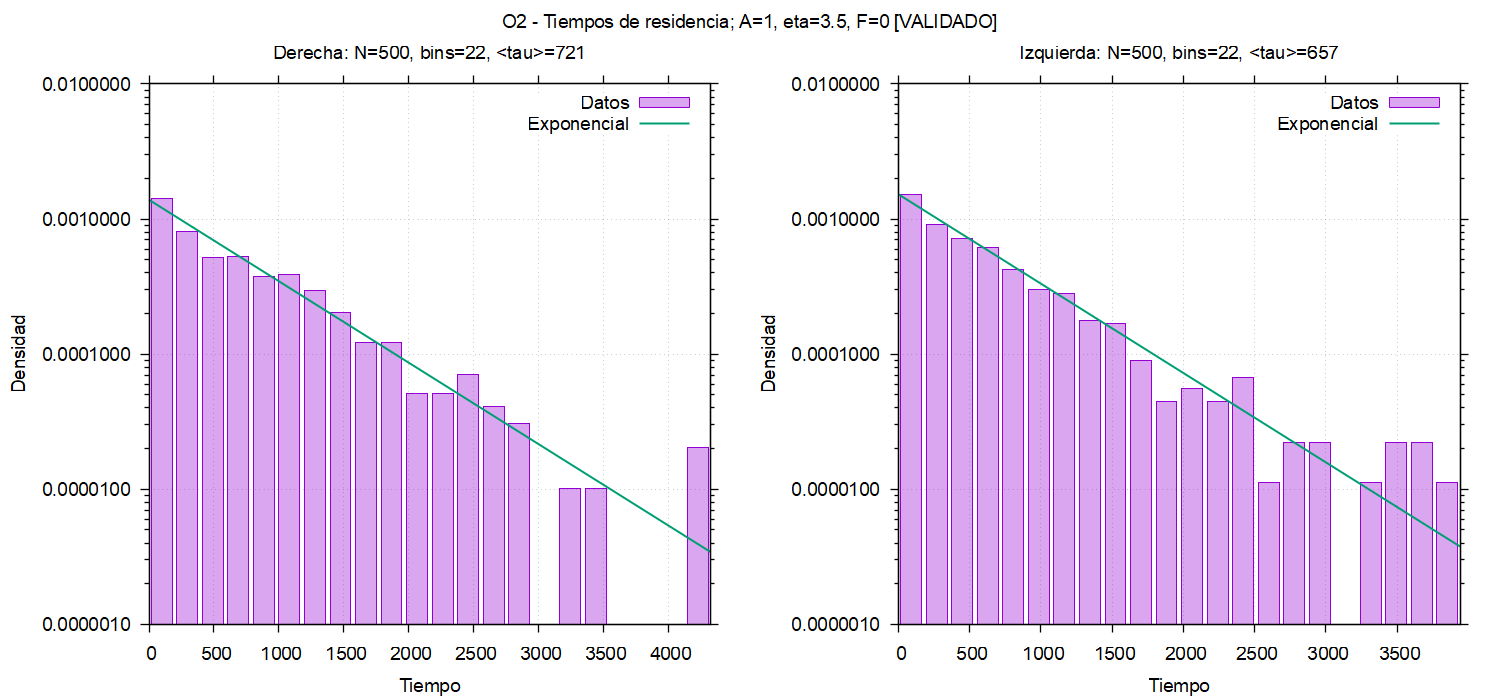 O2 - Tiempos de residencia; A=1, eta=3.5, F=0 [VALIDADO]
Derecha: N=500, bins=22, <tau>=721
Datos
Exponencial
0.0100000
0.0010000
0.0001000
0.0000100
0.0000010
Densidad
0 500 1000 1500 2000 2500 3000 3500 4000
Tiempo
Izquierda: N=500, bins=22, <tau>=657
Datos
Exponencial
0.0100000
0.0010000
0.0001000
0.0000100
0.0000010
Densidad
0 500 1000 1500 2000 2500 3000 3500
Tiempo